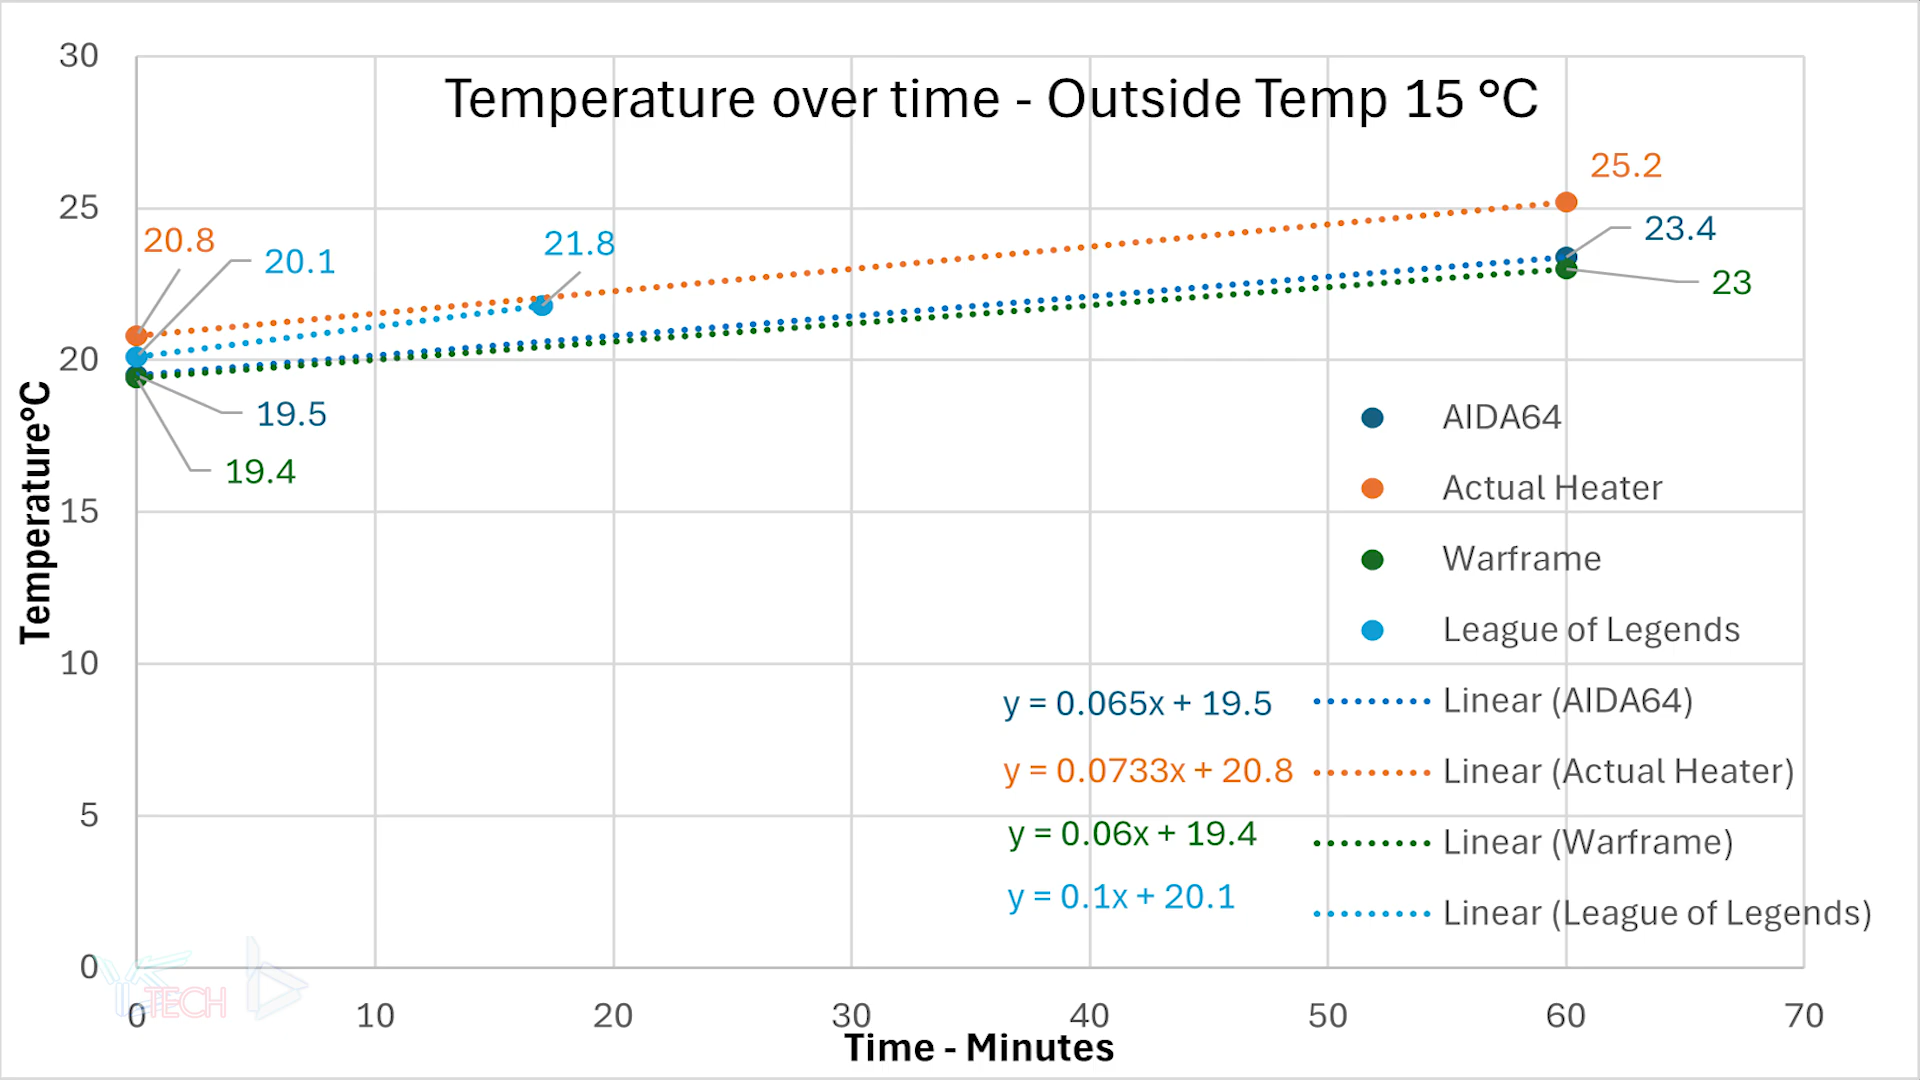 Temperature over time - Outside Temp 15 °C
30
25
20
15
10
5
0
Temperature°C
20.8
20.1
21.8
25.2
23.4
23
19.5
19.4
AIDA64
Actual Heater
Warframe
League of Legends
y = 0.065x + 19.5
Linear (AIDA64)
y = 0.0733x + 20.8
Linear (Actual Heater)
y = 0.06x + 19.4
Linear (Warframe)
y = 0.1x + 20.1
Linear (League of Legends)
TECH
0 10 20 30 40 50 60 70
Time - Minutes